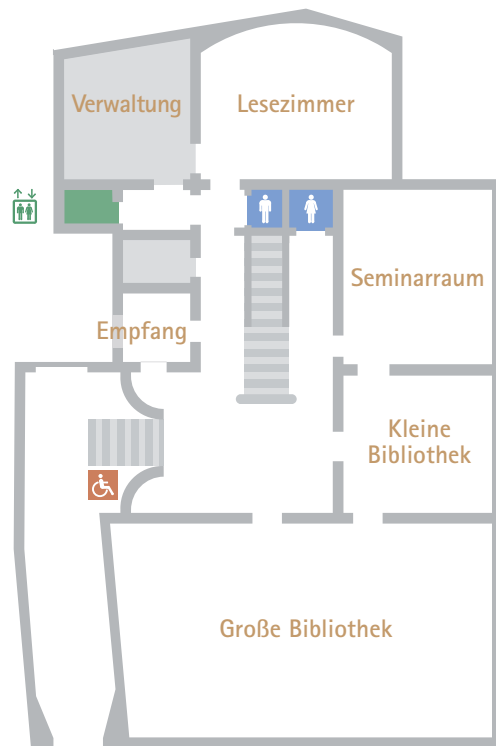 Verwaltung
Lesezimmer
Seminarraum
Empfang
Kleine
Bibliothek
Große Bibliothek